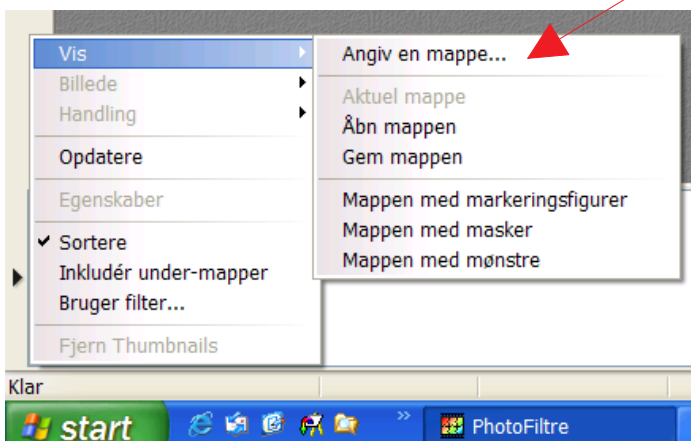 Vis
Billede
Handling
Opdatere
Egenskaber
Sortere
Inkludér under-mapper
Bruger filter...
Fjern Thumbnails
Angiv en mappe...
Aktuel mappe
Åbn mappen
Gem mappen
Mappen med markeringsfigurer
Mappen med masker
Mappen med mønstre
Klar
start
PhotoFiltre